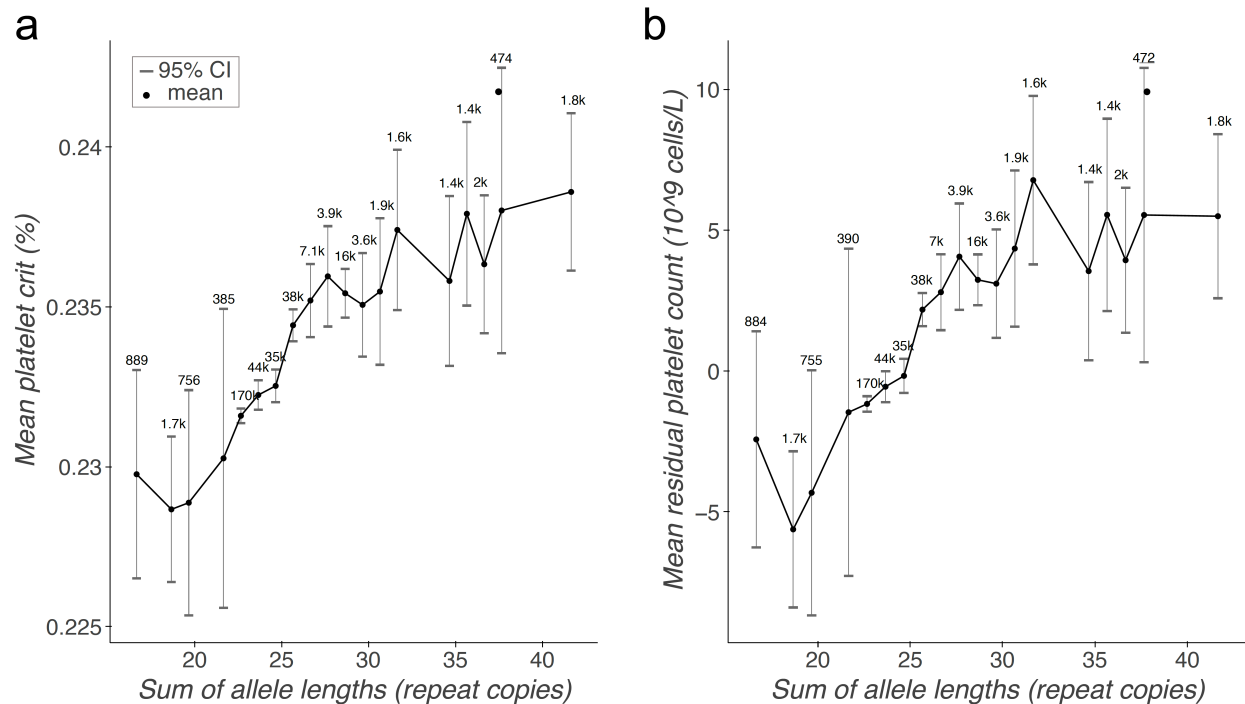 a
95% CI
mean
0.24
0.235
0.23
0.225
Mean platelet crit (%)
889
1.7k
756
385
170k
44k
35k
38k
7.1k
3.9k
16k
3.6k
1.9k
1.6k
1.4k
1.4k
2k
474
1.8k
20
25
30
35
40
Sum of allele lengths (repeat copies)
b
10
5
0
−5
Mean residual platelet count (10^9 cells/L)
884
1.7k
755
390
170k
44k
35k
38k
7k
3.9k
16k
3.6k
1.9k
1.6k
1.4k
1.4k
2k
472
1.8k
20
25
30
35
40
Sum of allele lengths (repeat copies)